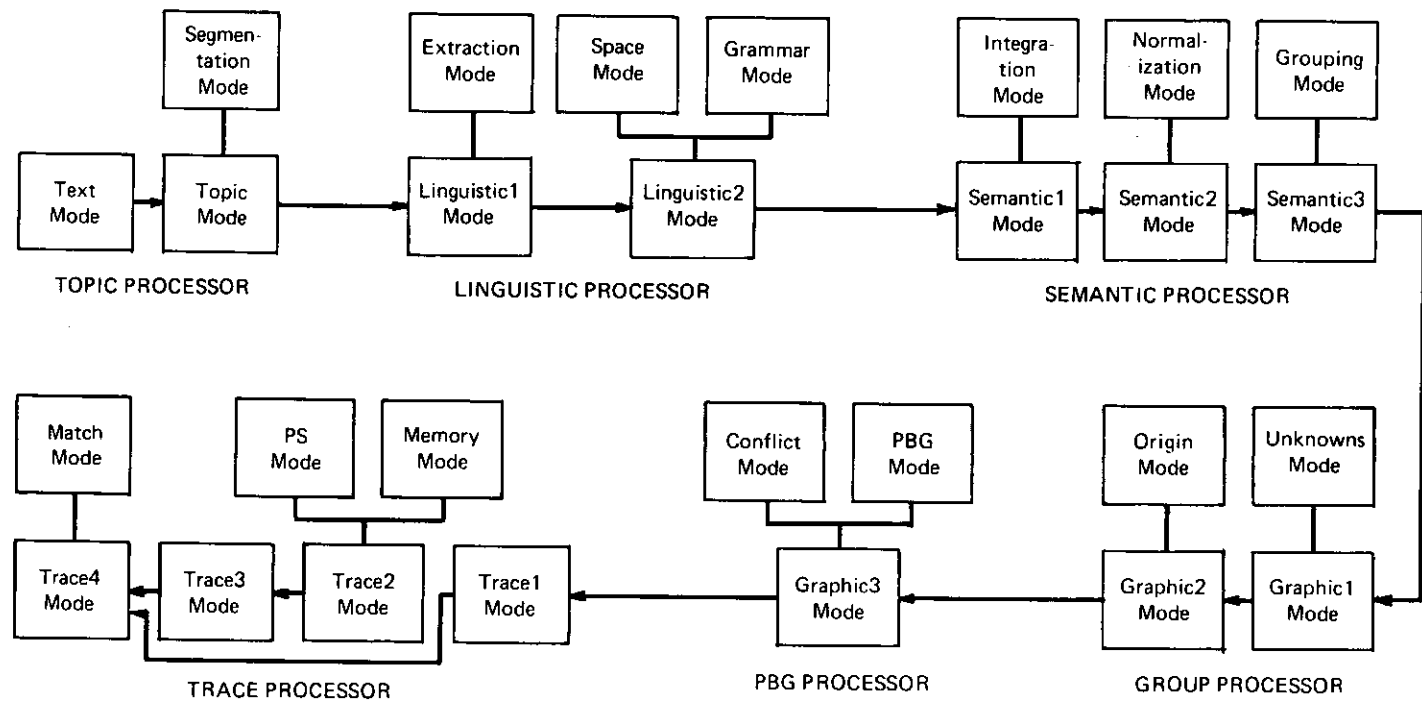 Segmen-
tation
Mode
Extraction
Mode
Space
Mode
Grammar
Mode
Integra-
tion
Mode
Normal-
ization
Mode
Grouping
Mode
Text
Mode
Topic
Mode
Linguistic1
Mode
Linguistic2
Mode
Semantic1
Mode
Semantic2
Mode
Semantic3
Mode
TOPIC PROCESSOR
LINGUISTIC PROCESSOR
SEMANTIC PROCESSOR
Match
Mode
PS
Mode
Memory
Mode
Conflict
Mode
PBG
Mode
Origin
Mode
Unknowns
Mode
Trace4
Mode
Trace3
Mode
Trace2
Mode
Trace1
Mode
Graphic3
Mode
Graphic2
Mode
Graphic1
Mode
TRACE PROCESSOR
PBG PROCESSOR
GROUP PROCESSOR